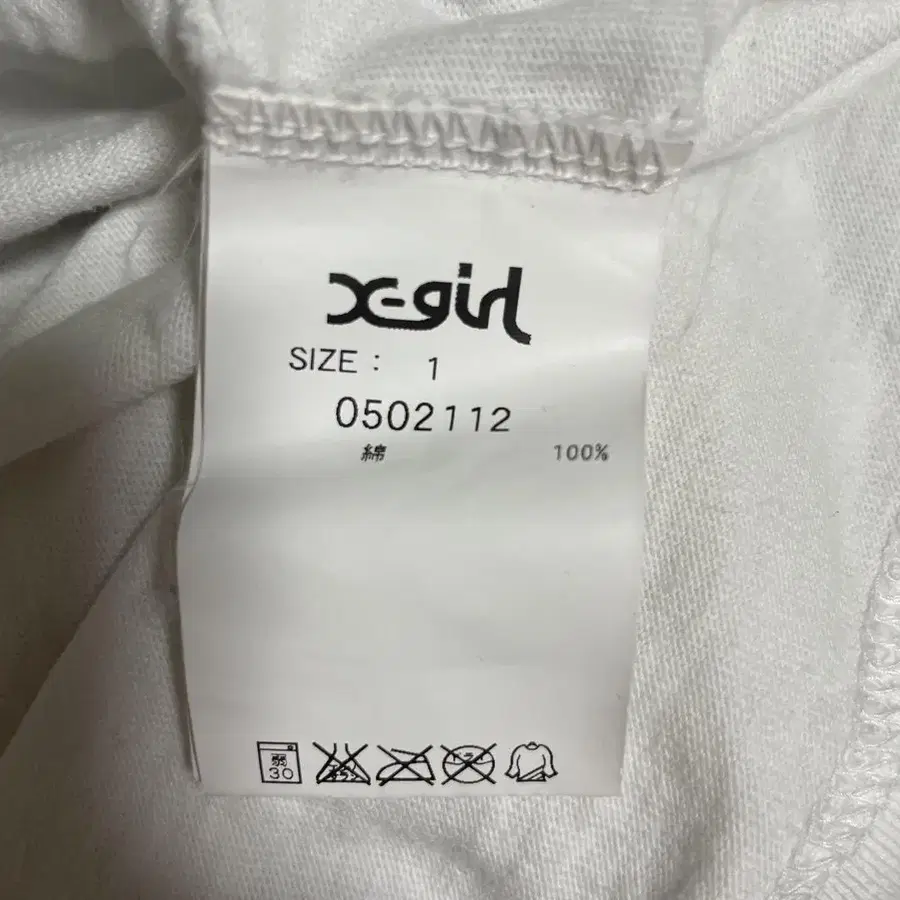 X-girl
SIZE : 1
0502112
綿 100%
弱
30